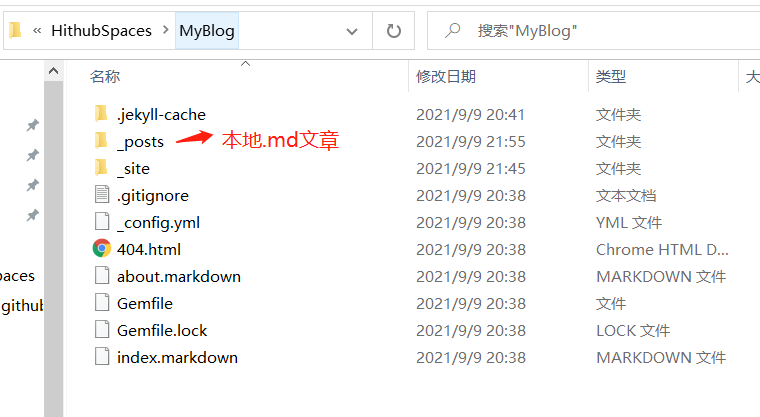 « HithubSpaces > MyBlog 搜索"MyBlog"
名称 修改日期 类型 大
.jekyll-cache 2021/9/9 20:41 文件夹
_posts 本地.md文章 2021/9/9 21:55 文件夹
_site 2021/9/9 21:45 文件夹
.gitignore 2021/9/9 20:38 文本文档
_config.yml 2021/9/9 20:38 YML 文件
404.html 2021/9/9 20:38 Chrome HTML D...
paces about.markdown 2021/9/9 20:38 MARKDOWN 文件
.github Gemfile 2021/9/9 20:38 文件
Gemfile.lock 2021/9/9 20:38 LOCK 文件
index.markdown 2021/9/9 20:38 MARKDOWN 文件